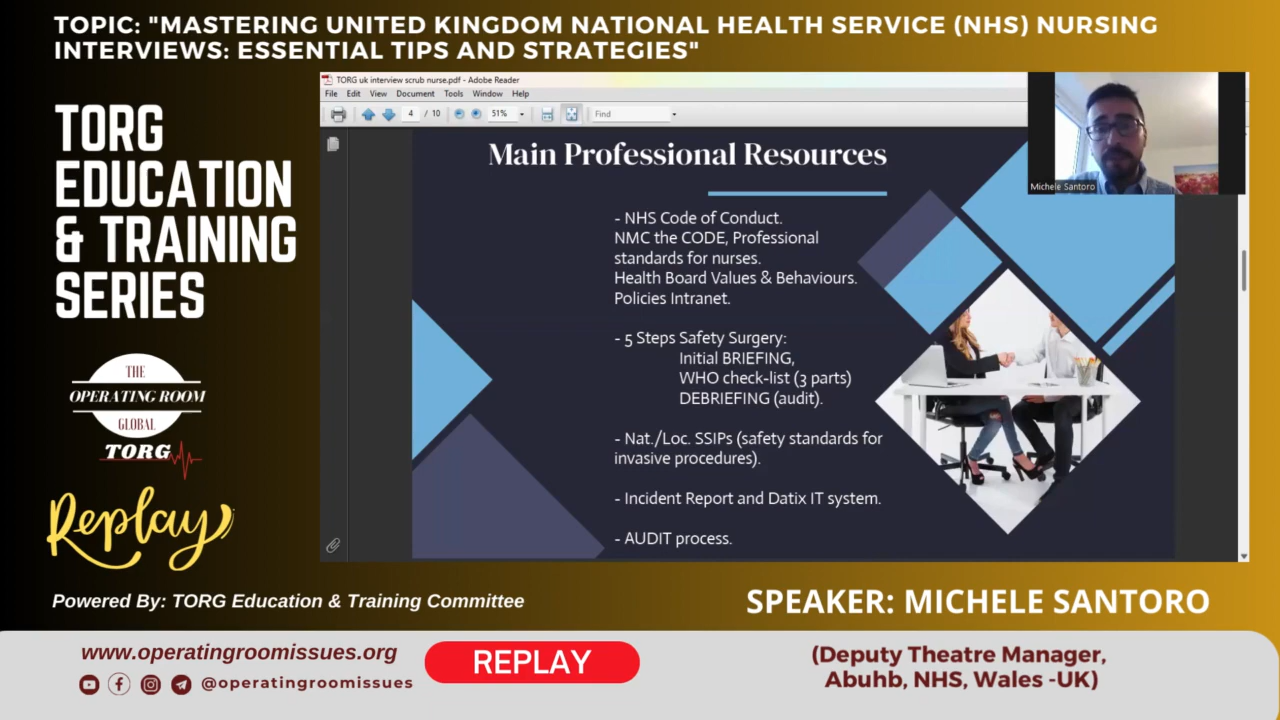 TOPIC: "MASTERING UNITED KINGDOM NATIONAL HEALTH SERVICE (NHS) NURSING
INTERVIEWS: ESSENTIAL TIPS AND STRATEGIES"
TORG
EDUCATION
& TRAINING
SERIES
THE
OPERATING ROOM
GLOBAL
TORG
Replay
TORG uk interview scrub nurse.pdf - Adobe Reader
File Edit View Document Tools Window Help
4 / 10 51% Find
Main Professional Resources
- NHS Code of Conduct.
NMC the CODE, Professional
standards for nurses.
Health Board Values & Behaviours.
Policies Intranet.
- 5 Steps Safety Surgery:
Initial BRIEFING,
WHO check-list (3 parts)
DEBRIEFING (audit).
- Nat./Loc. SSIPs (safety standards for
invasive procedures).
- Incident Report and Datix IT system.
- AUDIT process.
Michele Santoro
Powered By: TORG Education & Training Committee
SPEAKER: MICHELE SANTORO
www.operatingroomissues.org
@operatingroomissues
REPLAY
(Deputy Theatre Manager,
Abuhb, NHS, Wales -UK)